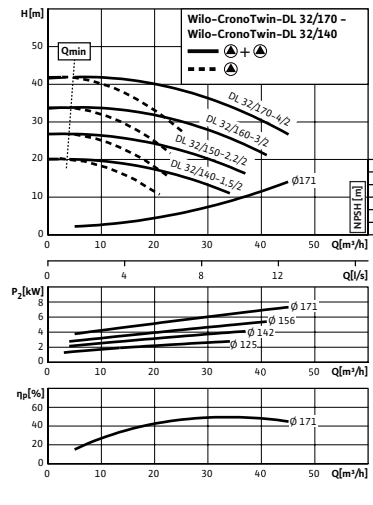 H[m]
Wilo-CronoTwin-DL 32/170 –
Wilo-CronoTwin-DL 32/140
+
Qmin
50
40
30
20
10
0
DL 32/170-4/2
DL 32/160-3/2
DL 32/150-2,2/2
DL 32/140-1,5/2
Ø171
NPSH [m]
0 10 20 30 40 50 Q[m³/h]
0 4 8 12 Q[l/s]
P₂[kW]
8
6
4
2
0
Ø 171
Ø 156
Ø 142
Ø 125
0 10 20 30 40 50 Q[m³/h]
ηₚ[%]
60
40
20
0
Ø 171
0 10 20 30 40 50 Q[m³/h]